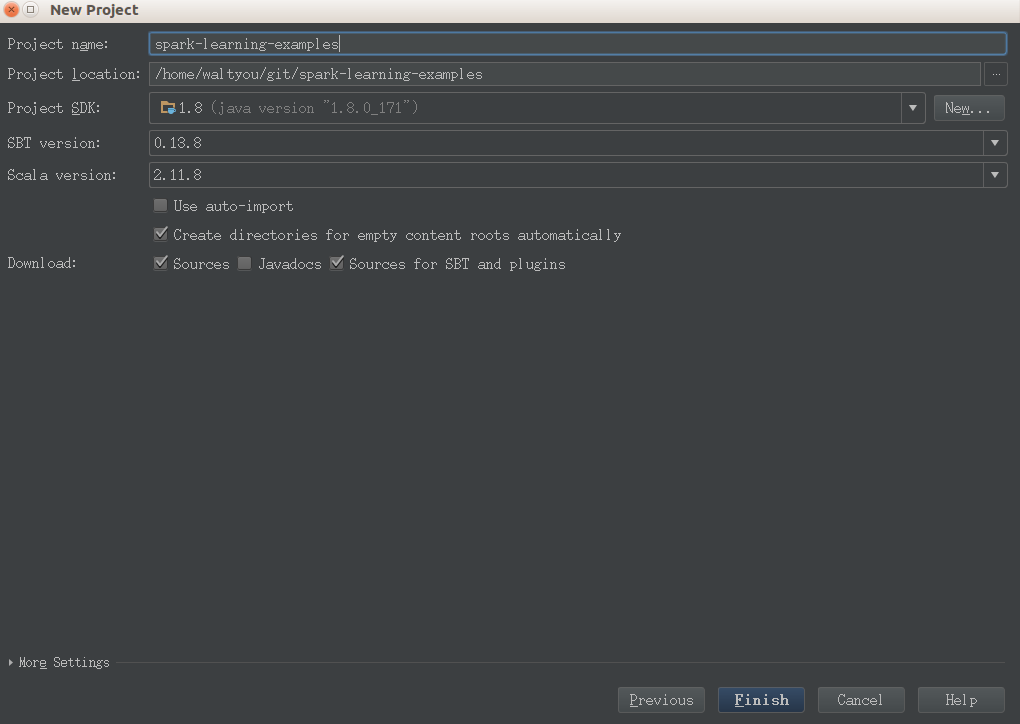 New Project
Project name: spark-learning-examples
Project Location: /home/waltyou/git/spark-learning-examples ...
Project SDK: 1.8 (java version "1.8.0_171") New...
SBT version: 0.13.8
Scala version: 2.11.8
Use auto-import
Create directories for empty content roots automatically
Download: Sources Javadocs Sources for SBT and plugins
More Settings
Previous Finish Cancel Help